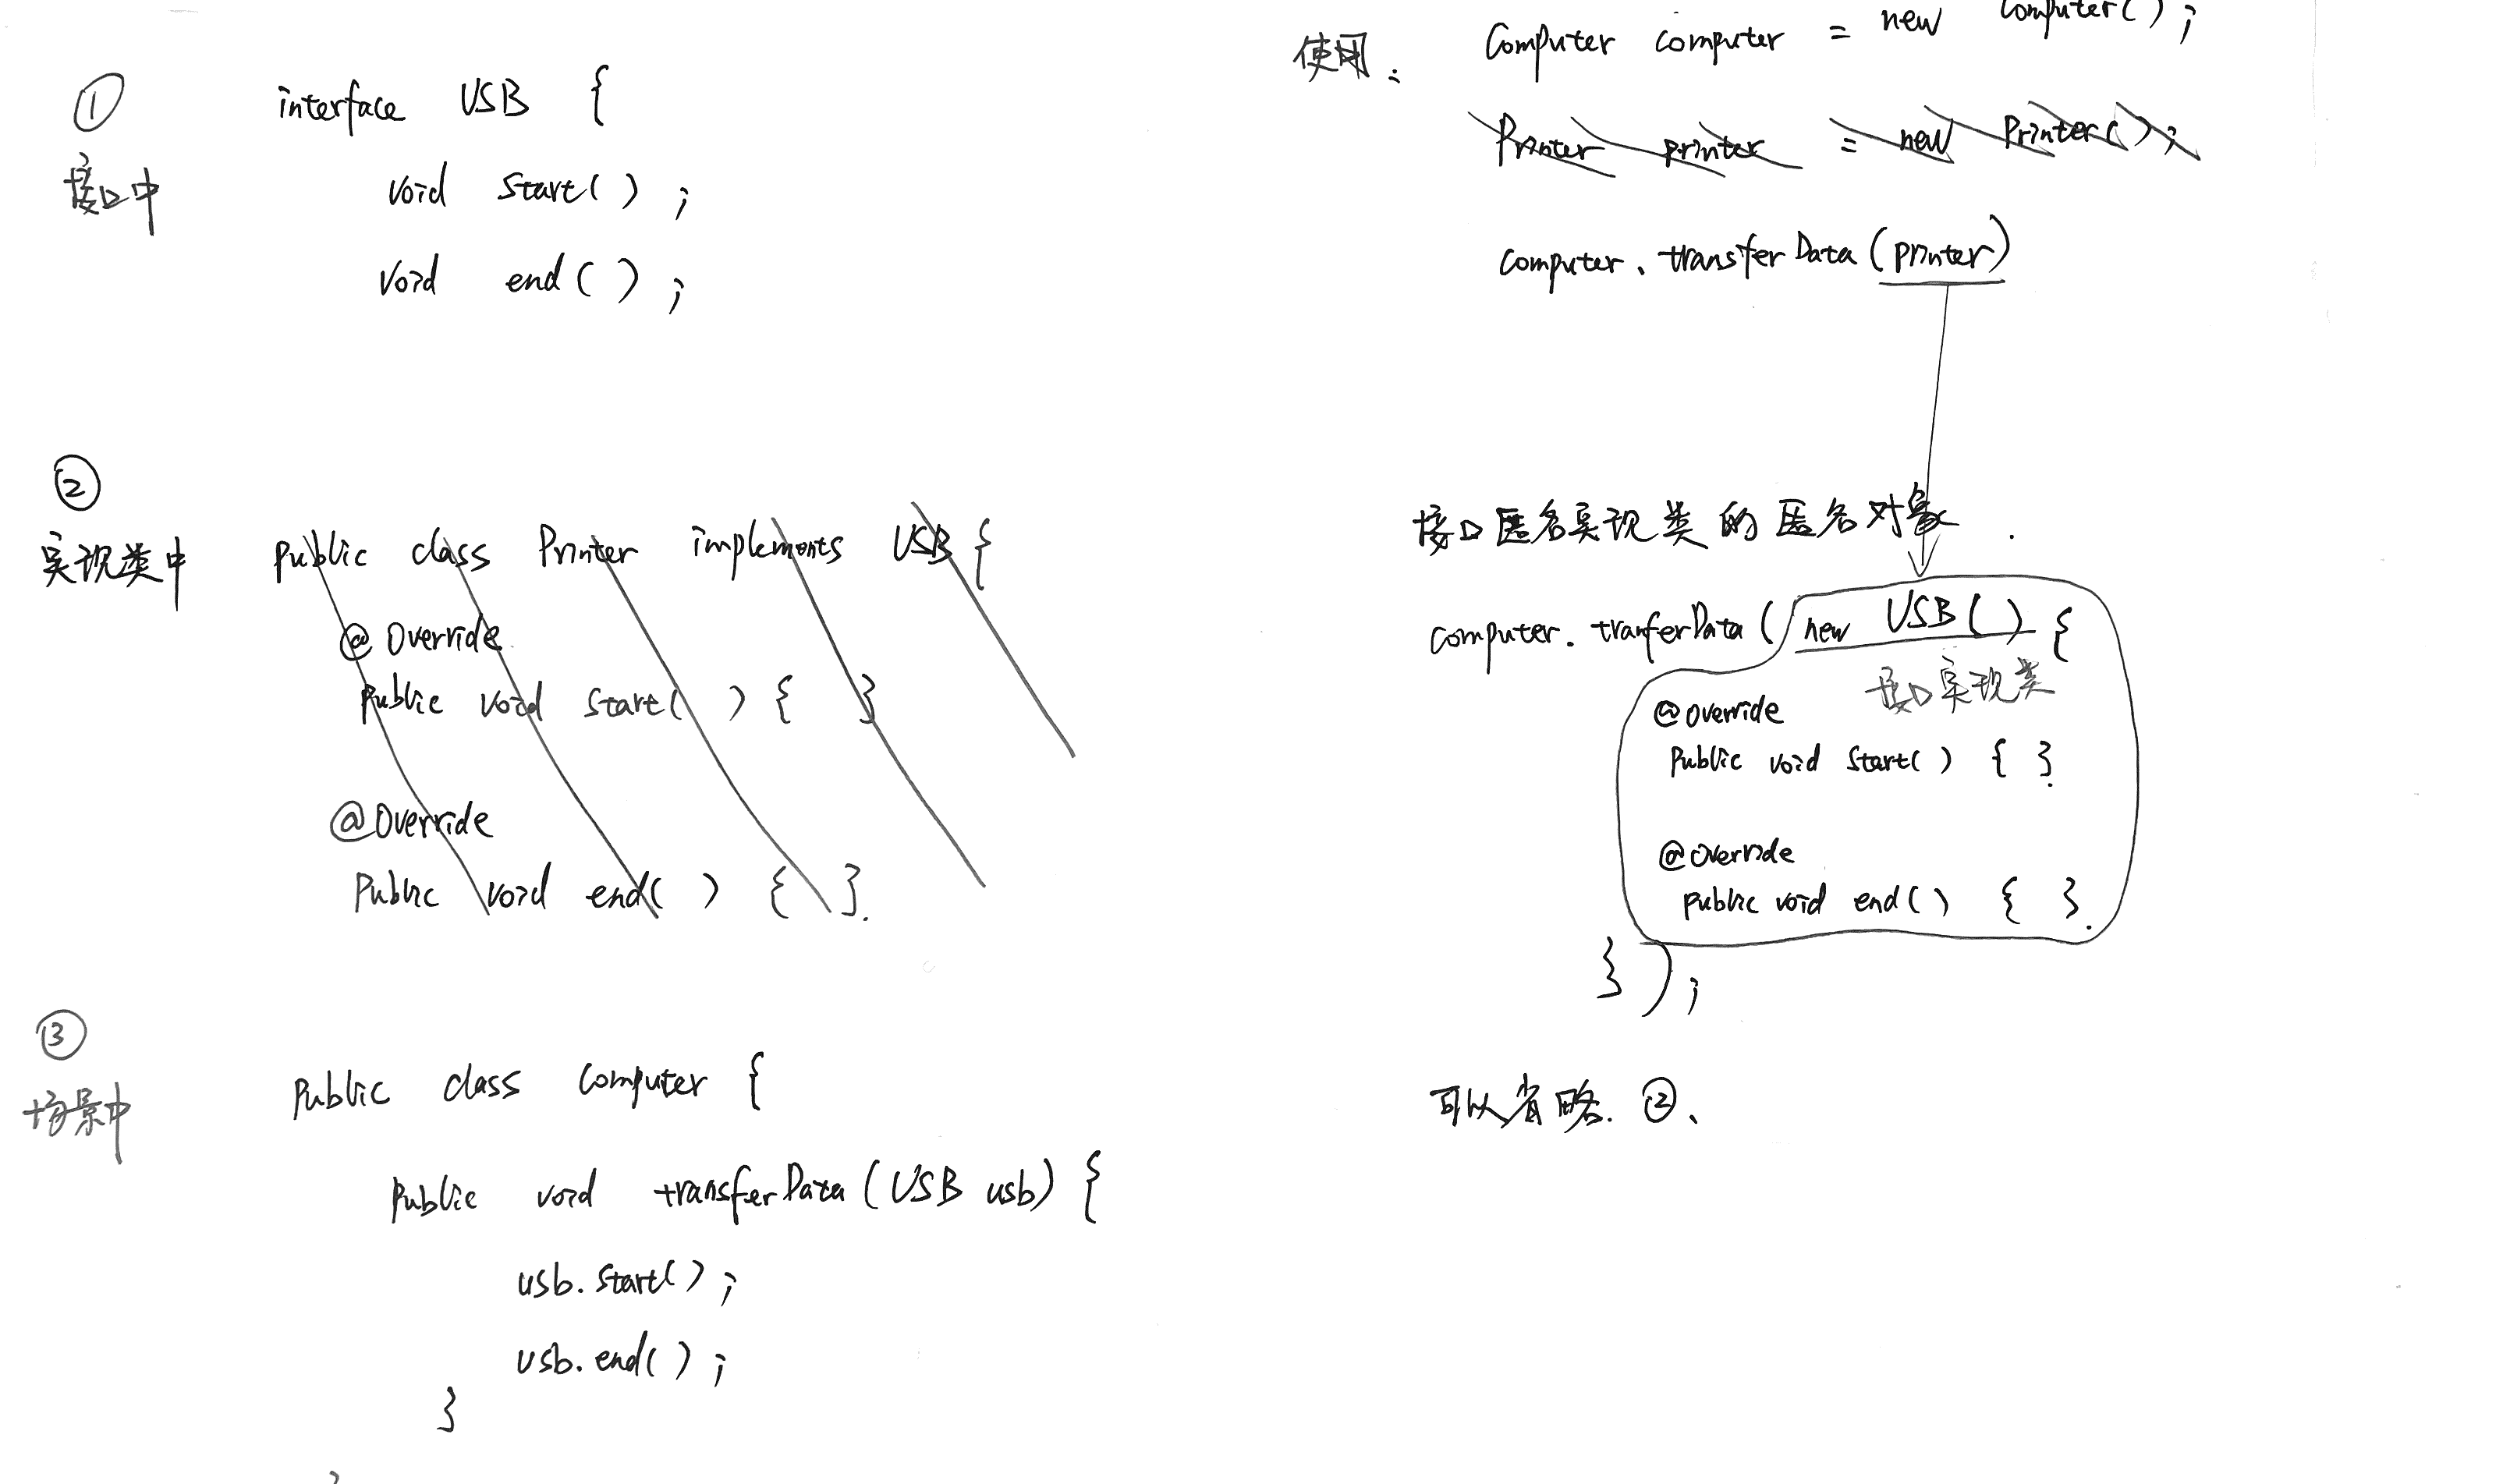 ①
接口中
interface USB {
void start( ) ;
void end ( ) ;
②
实现类中
public class Printer implements USB {
@ Override
public void start( ) { }
@ Override
public void end( ) { }
③
场景中
public class Computer {
public void transferData ( USB usb ) {
usb. start( ) ;
usb. end( ) ;
}
}
使用 :
Computer computer = new Computer( ) ;
Printer printer = new Printer( ) ;
computer. transferData ( printer )
接口匿名实现类的匿名对象.
computer. tranferData ( new USB ( ) {
接口实现类
@ override
public void start( ) { }
@ override
public void end( ) { }
} ) ;
可以省略. ②、